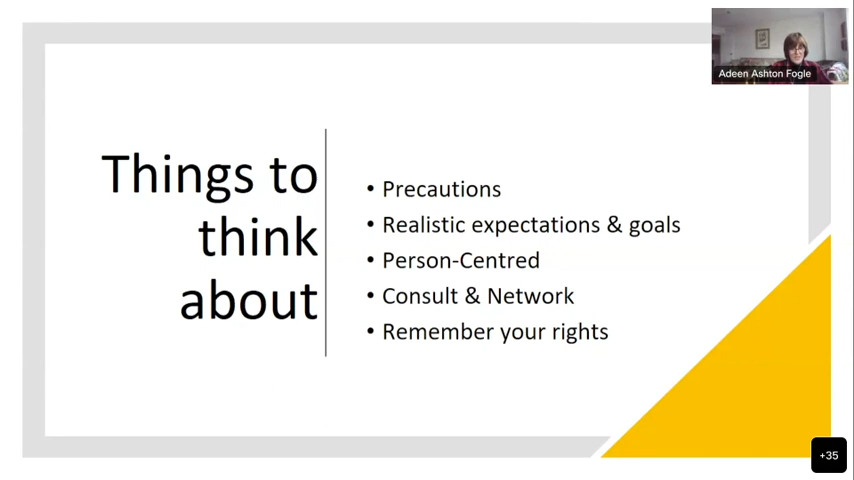 Adeen Ashton Fogle
Things to
think
about
• Precautions
• Realistic expectations & goals
• Person-Centred
• Consult & Network
• Remember your rights
+35